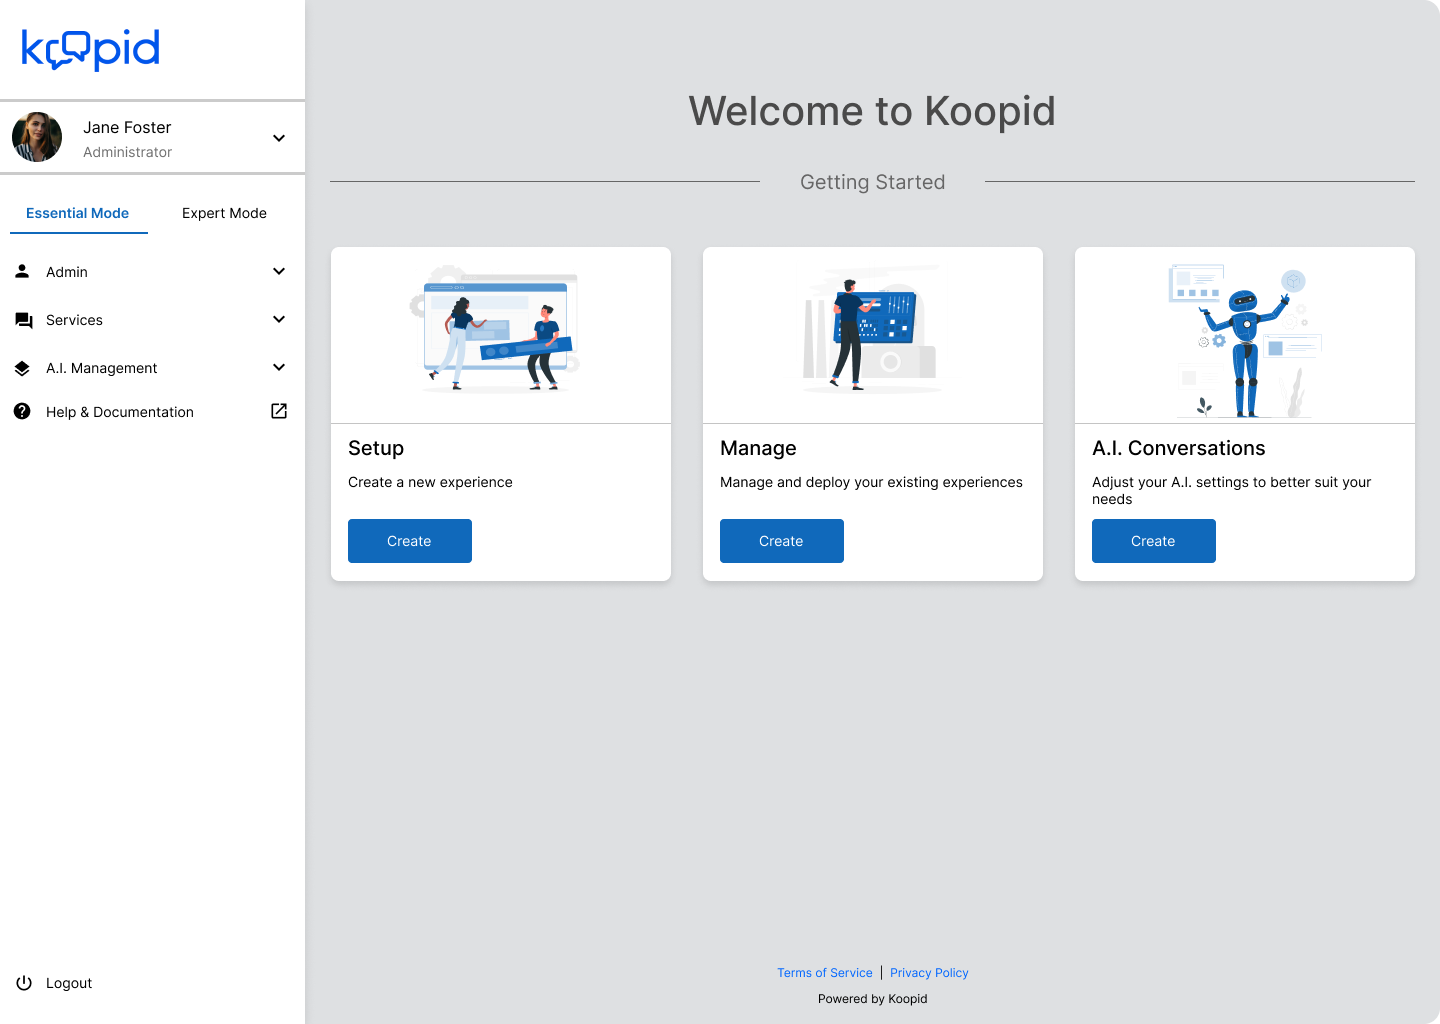 koopid
Jane Foster
Administrator
Essential Mode
Expert Mode
Admin
Services
A.I. Management
Help & Documentation
Logout
Welcome to Koopid
Getting Started
Setup
Create a new experience
Create
Manage
Manage and deploy your existing experiences
Create
A.I. Conversations
Adjust your A.I. settings to better suit your
needs
Create
Terms of Service | Privacy Policy
Powered by Koopid